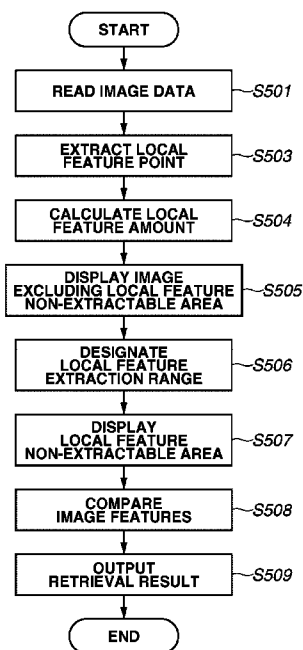 START
READ IMAGE DATA
S501
EXTRACT LOCAL
FEATURE POINT
S503
CALCULATE LOCAL
FEATURE AMOUNT
S504
DISPLAY IMAGE
EXCLUDING LOCAL FEATURE
NON-EXTRACTABLE AREA
S505
DESIGNATE
LOCAL FEATURE
EXTRACTION RANGE
S506
DISPLAY
LOCAL FEATURE
NON-EXTRACTABLE AREA
S507
COMPARE
IMAGE FEATURES
S508
OUTPUT
RETRIEVAL RESULT
S509
END